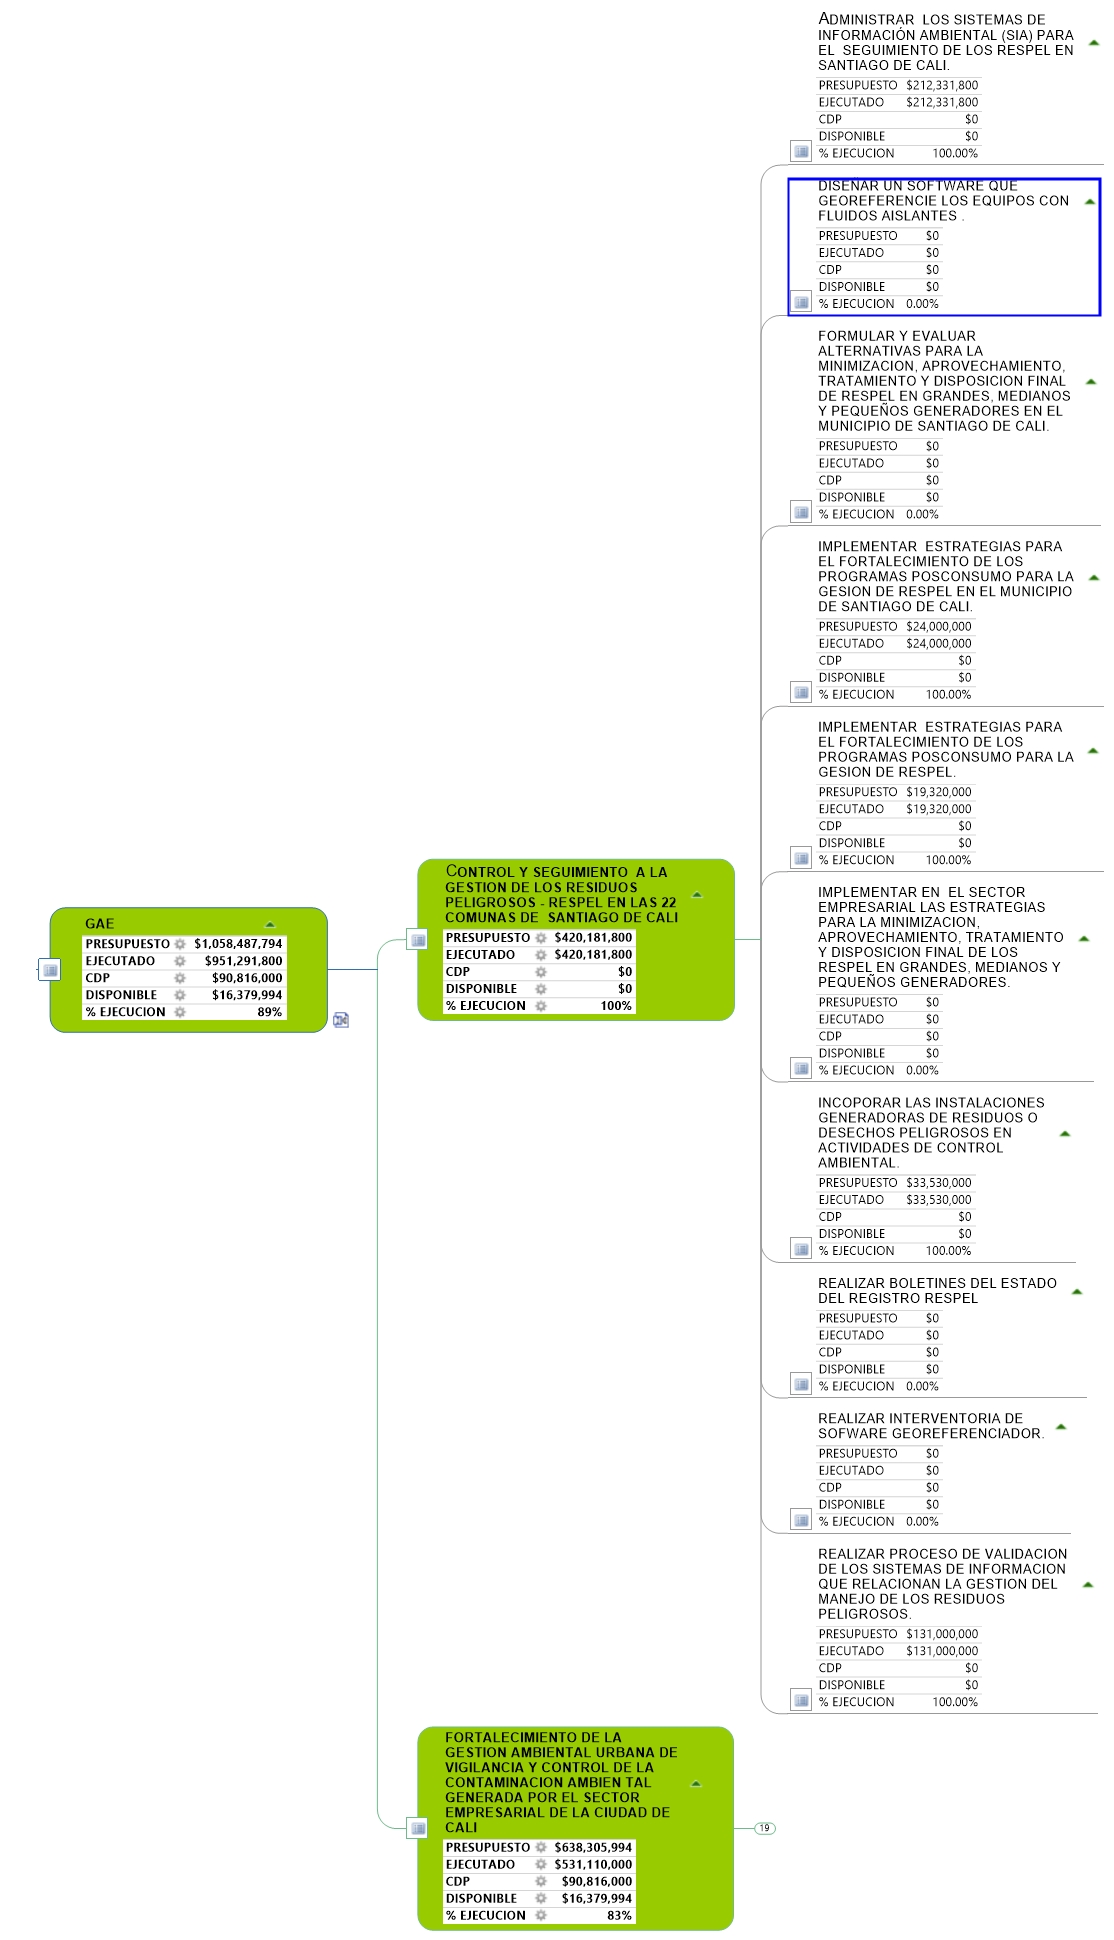 ADMINISTRAR LOS SISTEMAS DE
INFORMACIÓN AMBIENTAL (SIA) PARA
EL SEGUIMIENTO DE LOS RESPEL EN
SANTIAGO DE CALI.
PRESUPUESTO $212,331,800
EJECUTADO $212,331,800
CDP $0
DISPONIBLE $0
% EJECUCION 100.00%
DISEÑAR UN SOFTWARE QUE
GEOREFERENCIE LOS EQUIPOS CON
FLUIDOS AISLANTES .
PRESUPUESTO $0
EJECUTADO $0
CDP $0
DISPONIBLE $0
% EJECUCION 0.00%
FORMULAR Y EVALUAR
ALTERNATIVAS PARA LA
MINIMIZACION, APROVECHAMIENTO,
TRATAMIENTO Y DISPOSICION FINAL
DE RESPEL EN GRANDES, MEDIANOS
Y PEQUEÑOS GENERADORES EN EL
MUNICIPIO DE SANTIAGO DE CALI.
PRESUPUESTO $0
EJECUTADO $0
CDP $0
DISPONIBLE $0
% EJECUCION 0.00%
IMPLEMENTAR ESTRATEGIAS PARA
EL FORTALECIMIENTO DE LOS
PROGRAMAS POSCONSUMO PARA LA
GESION DE RESPEL EN EL MUNICIPIO
DE SANTIAGO DE CALI.
PRESUPUESTO $24,000,000
EJECUTADO $24,000,000
CDP $0
DISPONIBLE $0
% EJECUCION 100.00%
IMPLEMENTAR ESTRATEGIAS PARA
EL FORTALECIMIENTO DE LOS
PROGRAMAS POSCONSUMO PARA LA
GESION DE RESPEL.
PRESUPUESTO $19,320,000
EJECUTADO $19,320,000
CDP $0
DISPONIBLE $0
% EJECUCION 100.00%
GAE
PRESUPUESTO $1,058,487,794
EJECUTADO $951,291,800
CDP $90,816,000
DISPONIBLE $16,379,994
% EJECUCION 89%
CONTROL Y SEGUIMIENTO A LA
GESTION DE LOS RESIDUOS
PELIGROSOS - RESPEL EN LAS 22
COMUNAS DE SANTIAGO DE CALI
PRESUPUESTO $420,181,800
EJECUTADO $420,181,800
CDP $0
DISPONIBLE $0
% EJECUCION 100%
IMPLEMENTAR EN EL SECTOR
EMPRESARIAL LAS ESTRATEGIAS
PARA LA MINIMIZACION,
APROVECHAMIENTO, TRATAMIENTO
Y DISPOSICION FINAL DE LOS
RESPEL EN GRANDES, MEDIANOS Y
PEQUEÑOS GENERADORES.
PRESUPUESTO $0
EJECUTADO $0
CDP $0
DISPONIBLE $0
% EJECUCION 0.00%
INCOPORAR LAS INSTALACIONES
GENERADORAS DE RESIDUOS O
DESECHOS PELIGROSOS EN
ACTIVIDADES DE CONTROL
AMBIENTAL.
PRESUPUESTO $33,530,000
EJECUTADO $33,530,000
CDP $0
DISPONIBLE $0
% EJECUCION 100.00%
REALIZAR BOLETINES DEL ESTADO
DEL REGISTRO RESPEL
PRESUPUESTO $0
EJECUTADO $0
CDP $0
DISPONIBLE $0
% EJECUCION 0.00%
REALIZAR INTERVENTORIA DE
SOFWARE GEOREFERENCIADOR.
PRESUPUESTO $0
EJECUTADO $0
CDP $0
DISPONIBLE $0
% EJECUCION 0.00%
REALIZAR PROCESO DE VALIDACION
DE LOS SISTEMAS DE INFORMACION
QUE RELACIONAN LA GESTION DEL
MANEJO DE LOS RESIDUOS
PELIGROSOS.
PRESUPUESTO $131,000,000
EJECUTADO $131,000,000
CDP $0
DISPONIBLE $0
% EJECUCION 100.00%
FORTALECIMIENTO DE LA
GESTION AMBIENTAL URBANA DE
VIGILANCIA Y CONTROL DE LA
CONTAMINACION AMBIEN TAL
GENERADA POR EL SECTOR
EMPRESARIAL DE LA CIUDAD DE
CALI
PRESUPUESTO $638,305,994
EJECUTADO $531,110,000
CDP $90,816,000
DISPONIBLE $16,379,994
% EJECUCION 83%
19